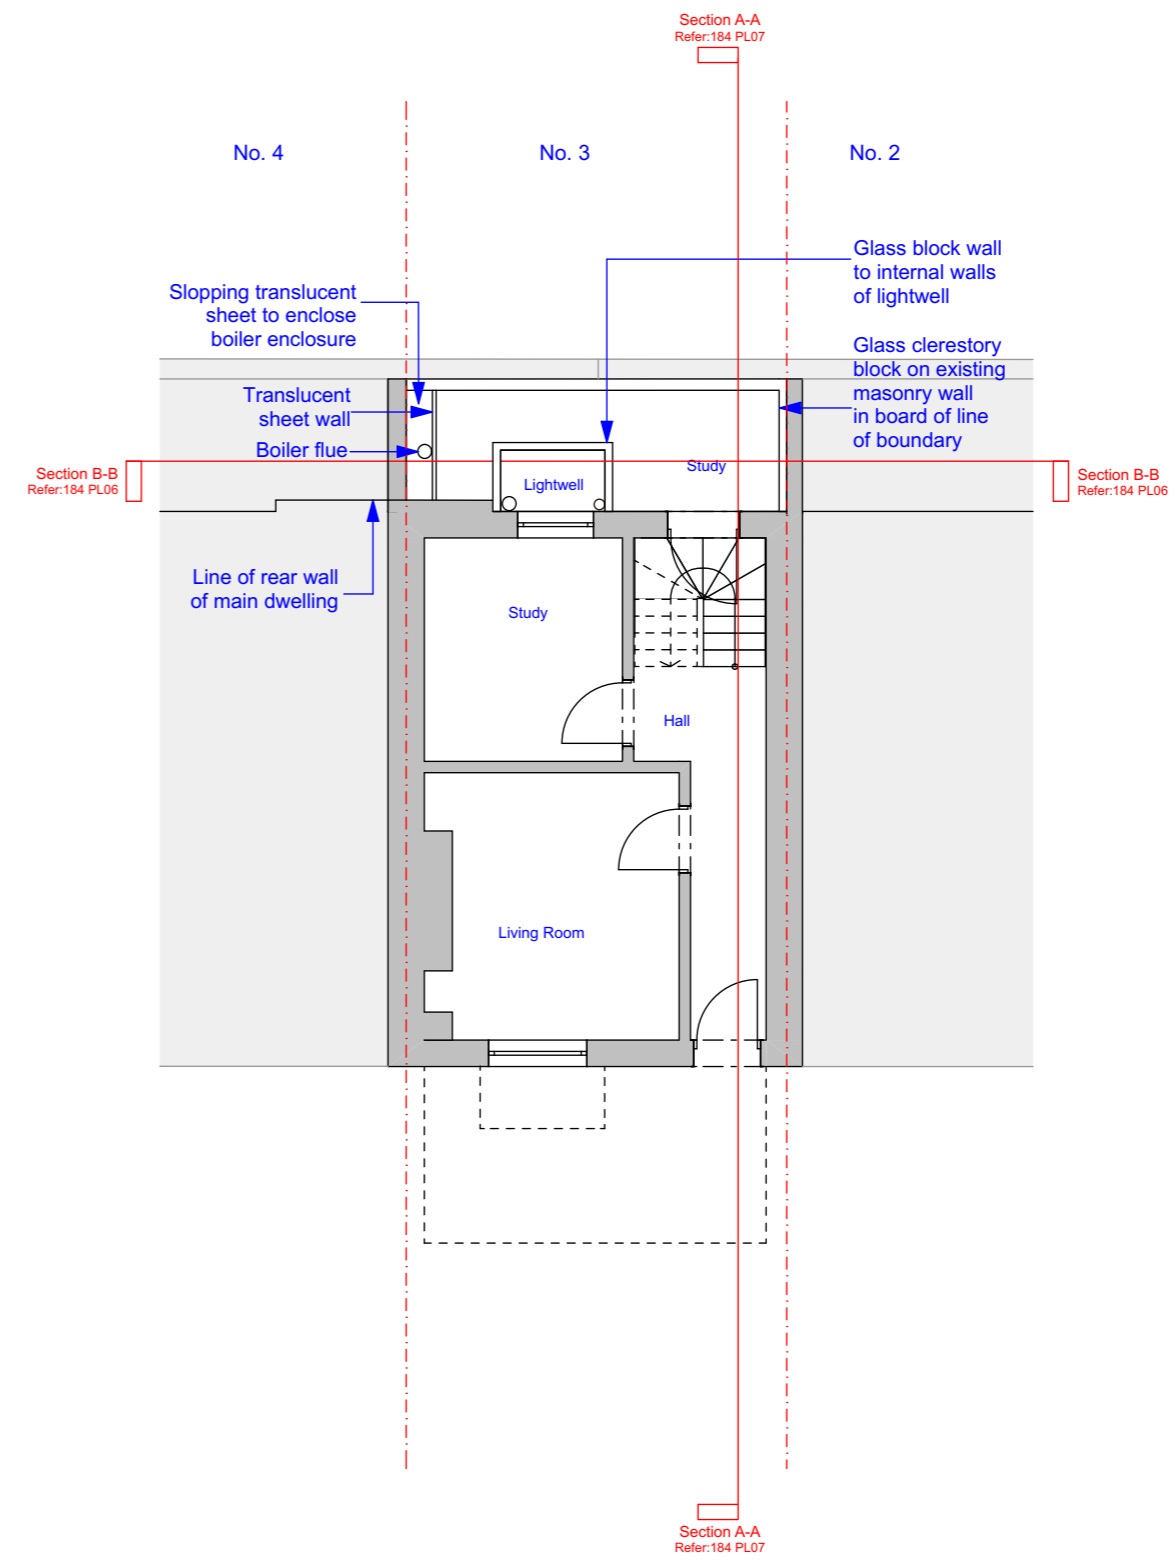 Section A-A
Refer:184 PL07
No. 4
No. 3
No. 2
Glass block wall
to internal walls
of lightwell
Slopping translucent
sheet to enclose
boiler enclosure
Glass clerestory
block on existing
masonry wall
in board of line
of boundary
Translucent
sheet wall
Boiler flue
Section B-B
Refer:184 PL06
Study
Lightwell
Section B-B
Refer:184 PL06
Line of rear wall
of main dwelling
Study
Hall
Living Room
Section A-A
Refer:184 PL07